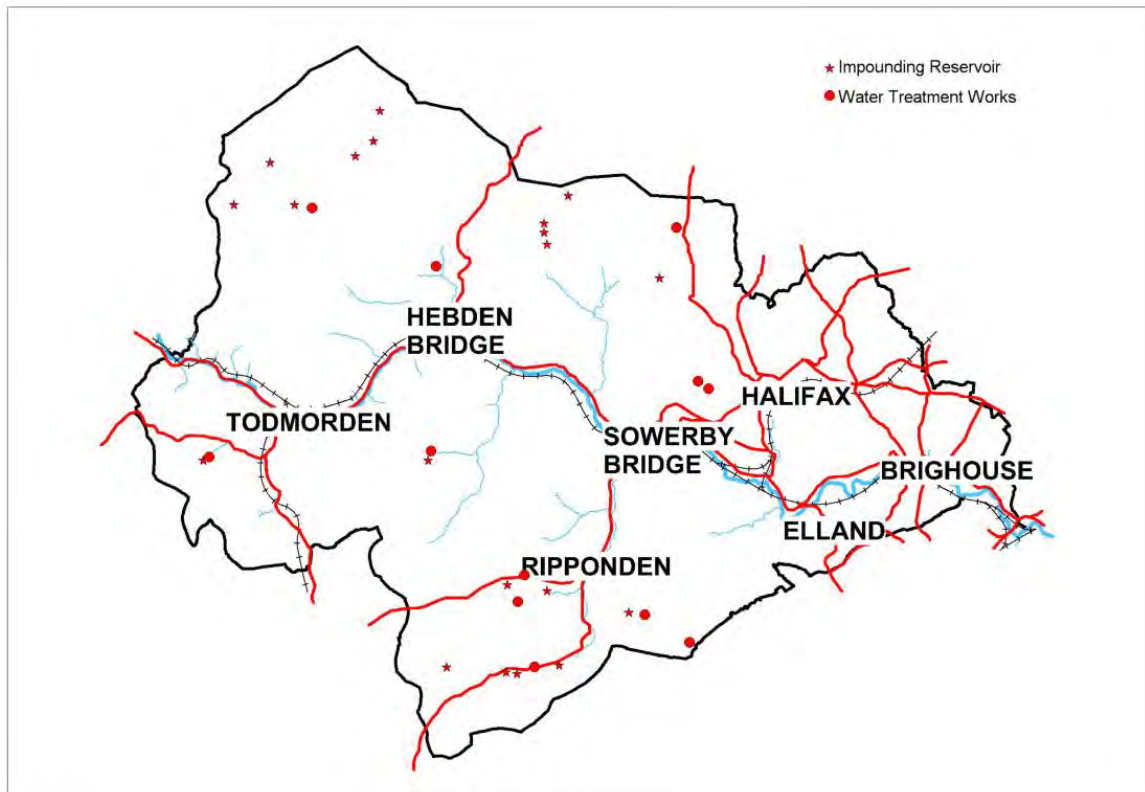 Impounding Reservoir
Water Treatment Works
HEBDEN
BRIDGE
HALIFAX
TODMORDEN
SOWERBY
BRIDGE
BRIGHOUSE
ELLAND
RIPPONDEN